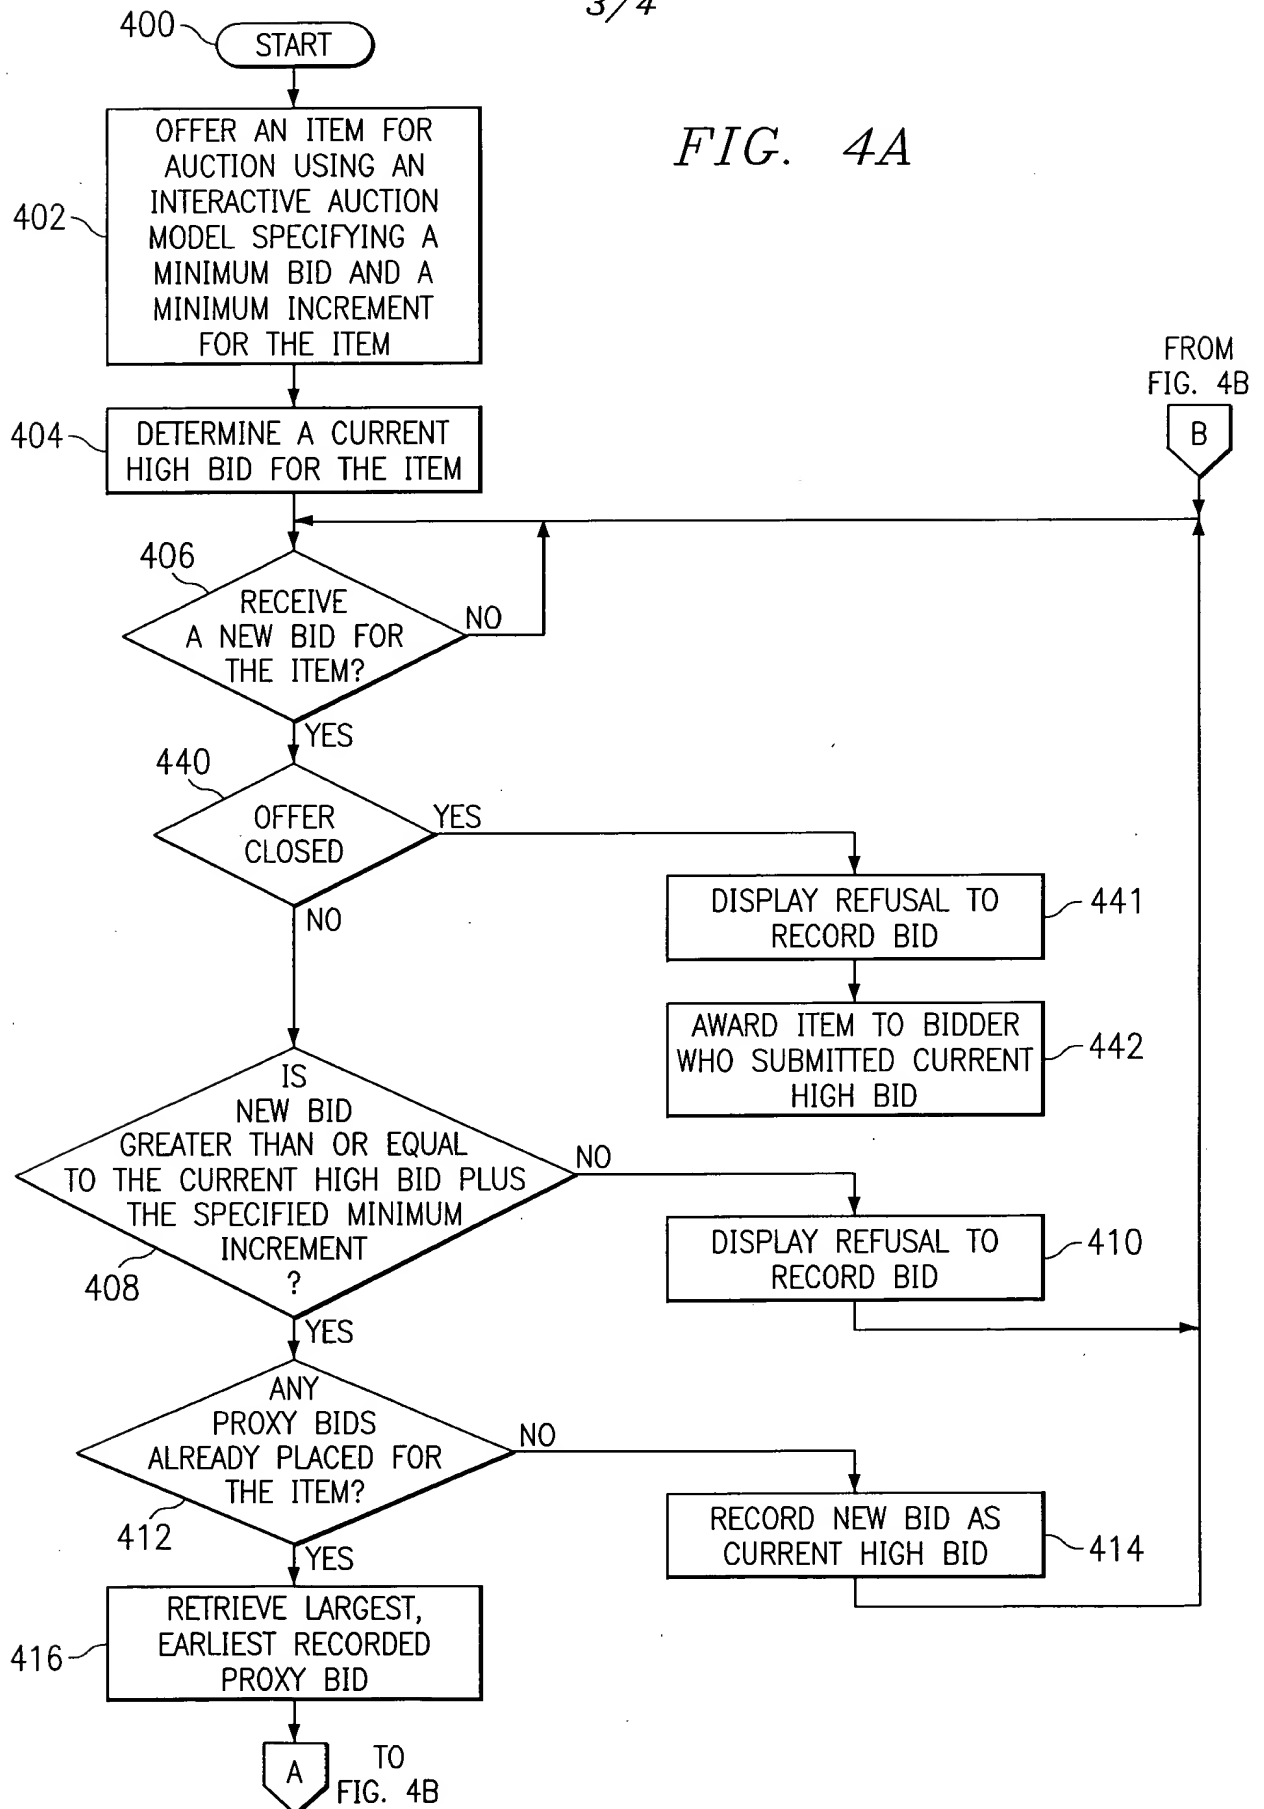 3/4
400
START
FIG. 4A
402
OFFER AN ITEM FOR
AUCTION USING AN
INTERACTIVE AUCTION
MODEL SPECIFYING A
MINIMUM BID AND A
MINIMUM INCREMENT
FOR THE ITEM
FROM
FIG. 4B
B
404
DETERMINE A CURRENT
HIGH BID FOR THE ITEM
406
RECEIVE
A NEW BID FOR
THE ITEM?
NO
YES
440
OFFER
CLOSED
YES
NO
DISPLAY REFUSAL TO
RECORD BID
441
AWARD ITEM TO BIDDER
WHO SUBMITTED CURRENT
HIGH BID
442
IS
NEW BID
GREATER THAN OR EQUAL
TO THE CURRENT HIGH BID PLUS
THE SPECIFIED MINIMUM
INCREMENT
?
408
NO
YES
DISPLAY REFUSAL TO
RECORD BID
410
ANY
PROXY BIDS
ALREADY PLACED FOR
THE ITEM?
412
NO
YES
RECORD NEW BID AS
CURRENT HIGH BID
414
416
RETRIEVE LARGEST,
EARLIEST RECORDED
PROXY BID
A
TO
FIG. 4B